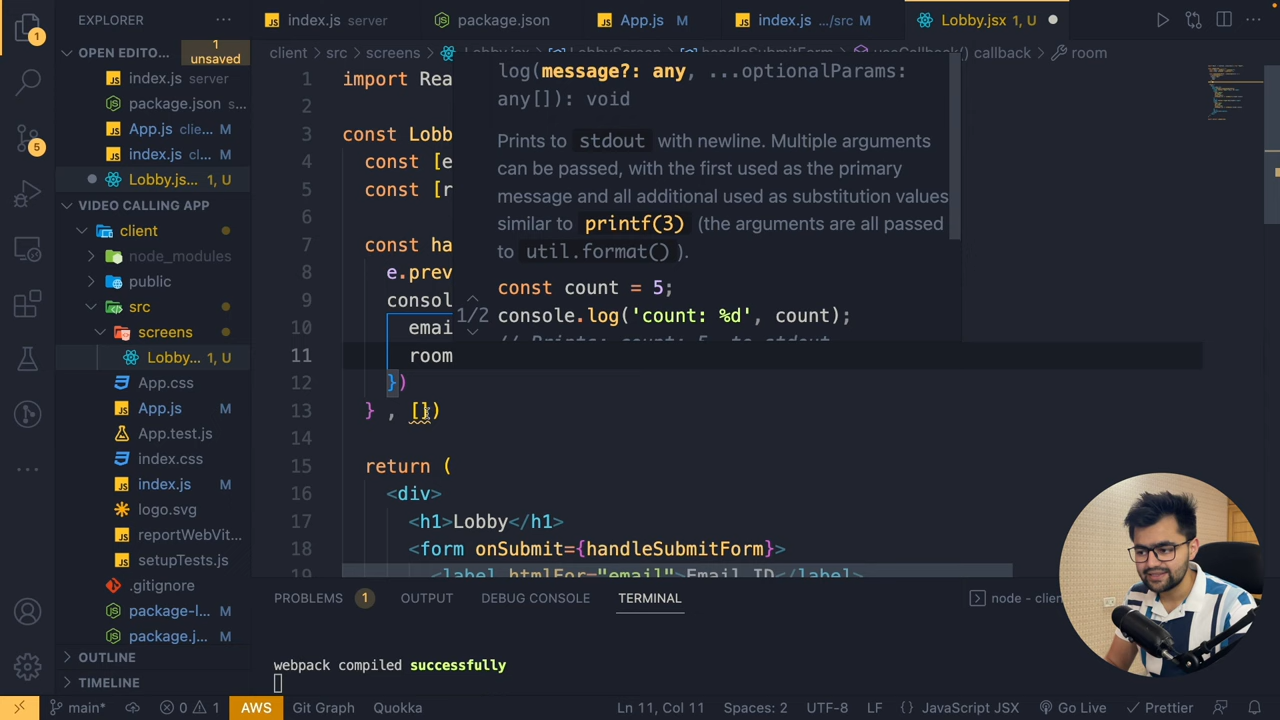 EXPLORER
OPEN EDITO...
1
unsaved
index.js server
package.json s...
App.js clie... M
index.js cl... M
Lobby.js... 1, U
VIDEO CALLING APP
client
node_modules
public
src
screens
Lobby... 1, U
App.css
App.js M
App.test.js
index.css
index.js M
logo.svg
reportWebVit...
setupTests.js
.gitignore
package-l... M
package.j... M
OUTLINE
TIMELINE
1
5
index.js server
package.json
App.js M
index.js .../src M
Lobby.jsx 1, U
client > src > screens > callback > room
1 import Rea
2
3 const Lobb
4 const [e
5 const [r
6
7 const ha
8 e.prev
9 consol
10 emai
11 room
12 })
13 } , [])
14
15 return (
16 <div>
17 <h1>Lobby</h1>
18 <form onSubmit={handleSubmitForm}>
19 <label htmlFor="email">Email ID</label>
log(message?: any, ...optionalParams:
any[]): void
Prints to stdout with newline. Multiple arguments
can be passed, with the first used as the primary
message and all additional used as substitution values
similar to printf(3) (the arguments are all passed
to util.format() ).
const count = 5;
1/2
console.log('count: %d', count);
// Prints: count: 5, to stdout
PROBLEMS 1 OUTPUT DEBUG CONSOLE TERMINAL
node - clien
webpack compiled successfully
main* 0 1 AWS Git Graph Quokka Ln 11, Col 11 Spaces: 2 UTF-8 LF {} JavaScript JSX Go Live Prettier